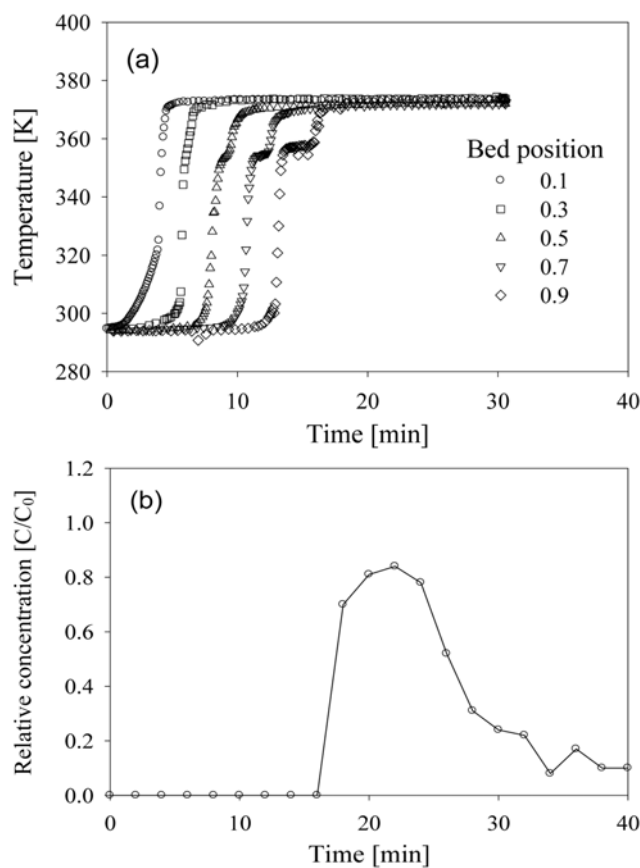 (a)
400
380
360
340
320
300
280
Temperature [K]
Bed position
0.1
0.3
0.5
0.7
0.9
0 10 20 30 40
Time [min]
(b)
1.2
1.0
0.8
0.6
0.4
0.2
0.0
Relative concentration [C/C₀]
0 10 20 30 40
Time [min]